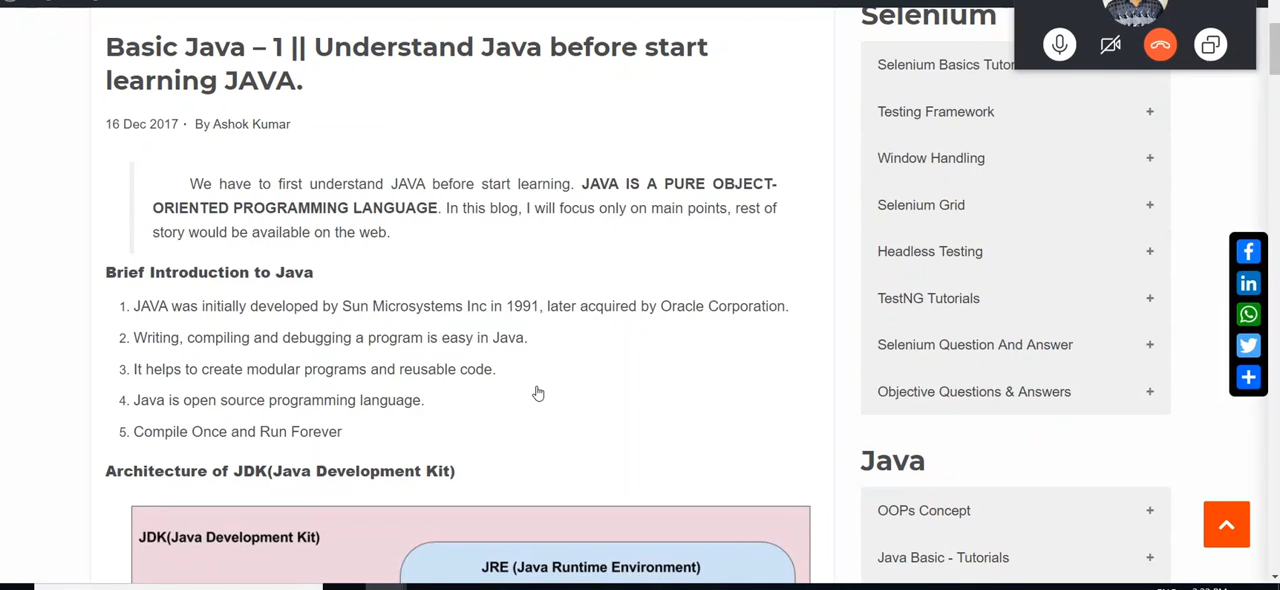 Basic Java – 1 || Understand Java before start
learning JAVA.
16 Dec 2017 · By Ashok Kumar
We have to first understand JAVA before start learning. JAVA IS A PURE OBJECT-
ORIENTED PROGRAMMING LANGUAGE. In this blog, I will focus only on main points, rest of
story would be available on the web.
Brief Introduction to Java
1. JAVA was initially developed by Sun Microsystems Inc in 1991, later acquired by Oracle Corporation.
2. Writing, compiling and debugging a program is easy in Java.
3. It helps to create modular programs and reusable code.
4. Java is open source programming language.
5. Compile Once and Run Forever
Architecture of JDK(Java Development Kit)
JDK(Java Development Kit)
JRE (Java Runtime Environment)
Selenium
Selenium Basics Tutor
Testing Framework +
Window Handling +
Selenium Grid +
Headless Testing +
TestNG Tutorials +
Selenium Question And Answer +
Objective Questions & Answers +
Java
OOPs Concept +
Java Basic - Tutorials +